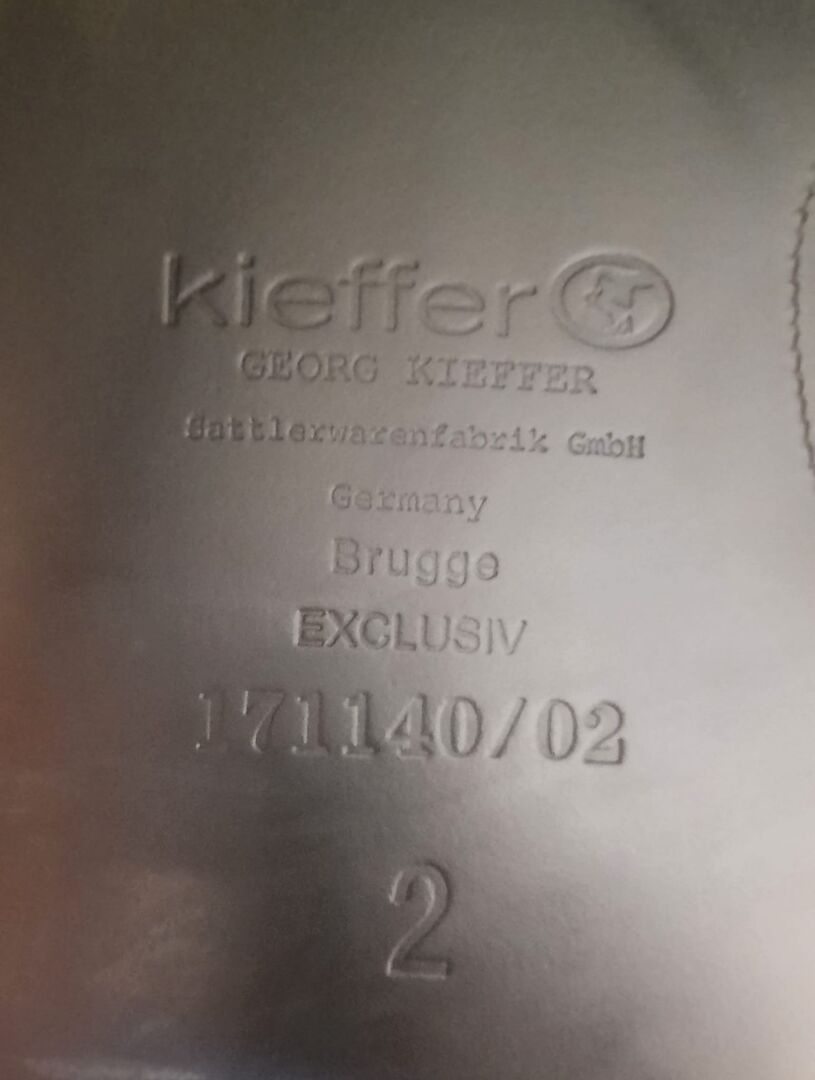 kieffer
GEORG KIEFFER
Sattlerwarenfabrik GmbH
Germany
Brugge
EXCLUSIV
171140/02
2